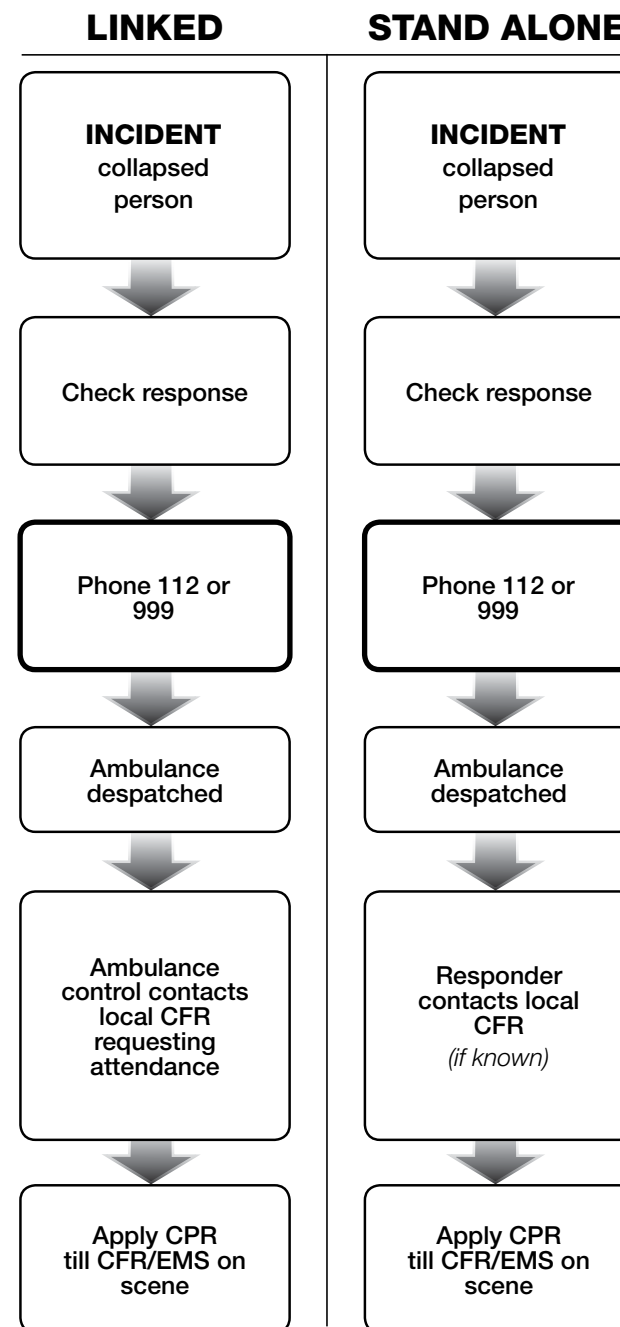 LINKED
INCIDENT
collapsed
person
Check response
Phone 112 or
999
Ambulance
despatched
Ambulance
control contacts
local CFR
requesting
attendance
Apply CPR
till CFR/EMS on
scene
STAND ALONE
INCIDENT
collapsed
person
Check response
Phone 112 or
999
Ambulance
despatched
Responder
contacts local
CFR
(if known)
Apply CPR
till CFR/EMS on
scene